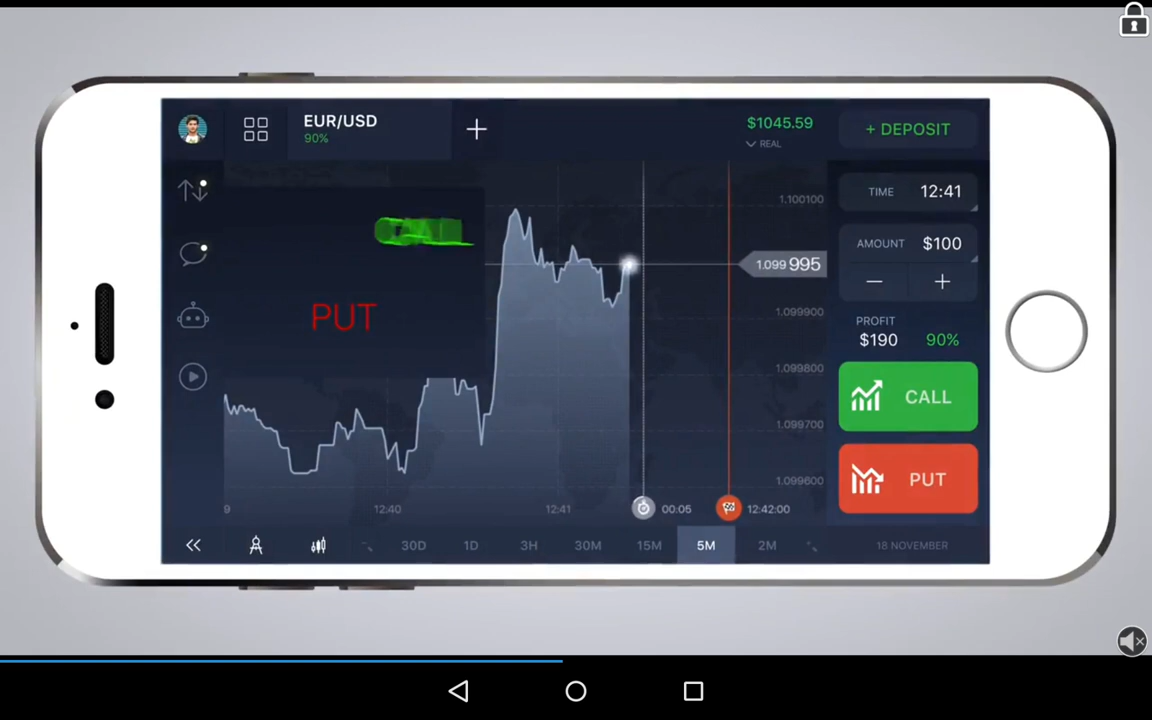 EUR/USD
90%
$1045.59
REAL
+ DEPOSIT
1.100100
TIME 12:41
AMOUNT $100
1.099 995
PUT
1.099900
PROFIT
$190 90%
1.099800
CALL
1.099700
1.099600
PUT
9 12:40 12:41 00:05 12:42:00
30D 1D 3H 30M 15M 5M 2M 18 NOVEMBER